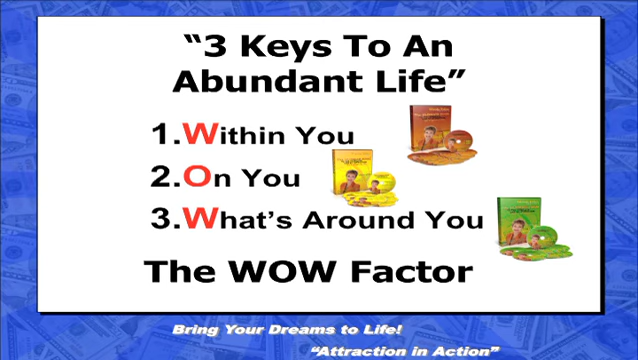 “3 Keys To An
Abundant Life”
1.Within You
2.On You
3.What’s Around You
The WOW Factor
Bring Your Dreams to Life!
“Attraction in Action”